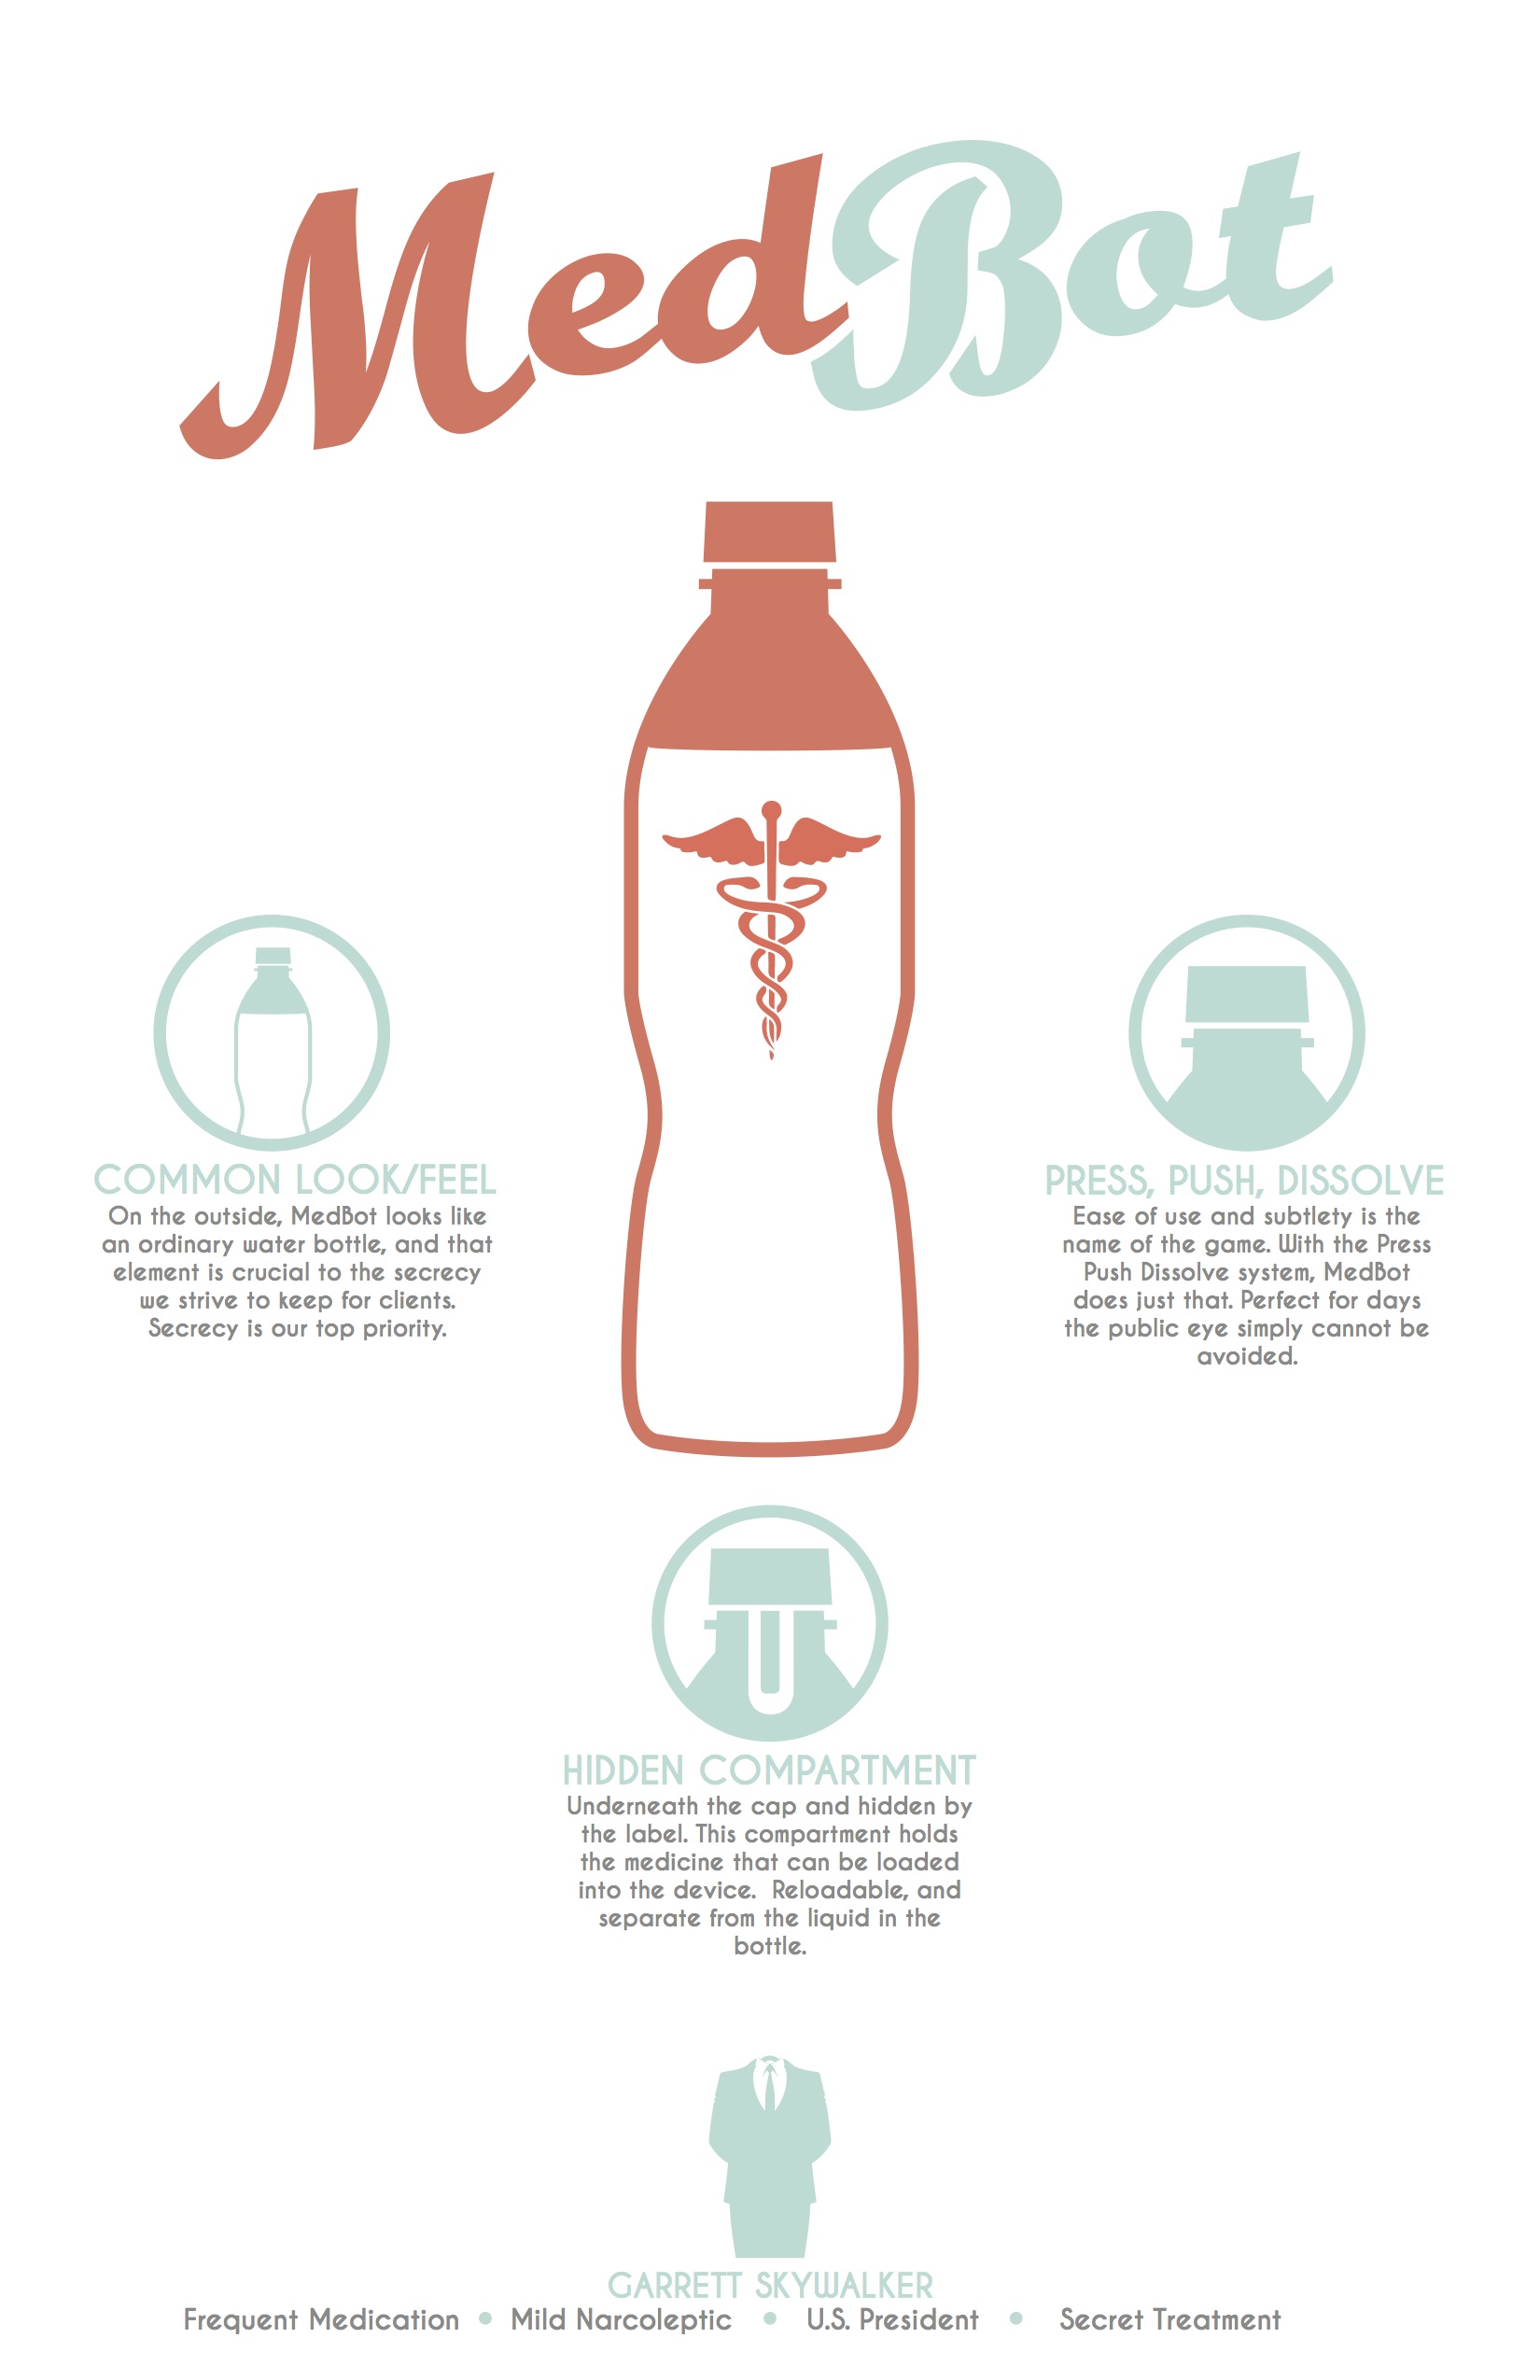 MedBot
COMMON LOOK/FEEL
On the outside, MedBot looks like
an ordinary water bottle, and that
element is crucial to the secrecy
we strive to keep for clients.
Secrecy is our top priority.
PRESS, PUSH, DISSOLVE
Ease of use and subtlety is the
name of the game. With the Press
Push Dissolve system, MedBot
does just that. Perfect for days
the public eye simply cannot be
avoided.
HIDDEN COMPARTMENT
Underneath the cap and hidden by
the label. This compartment holds
the medicine that can be loaded
into the device. Reloadable, and
separate from the liquid in the
bottle.
GARRETT SKYWALKER
Frequent Medication • Mild Narcoleptic • U.S. President • Secret Treatment